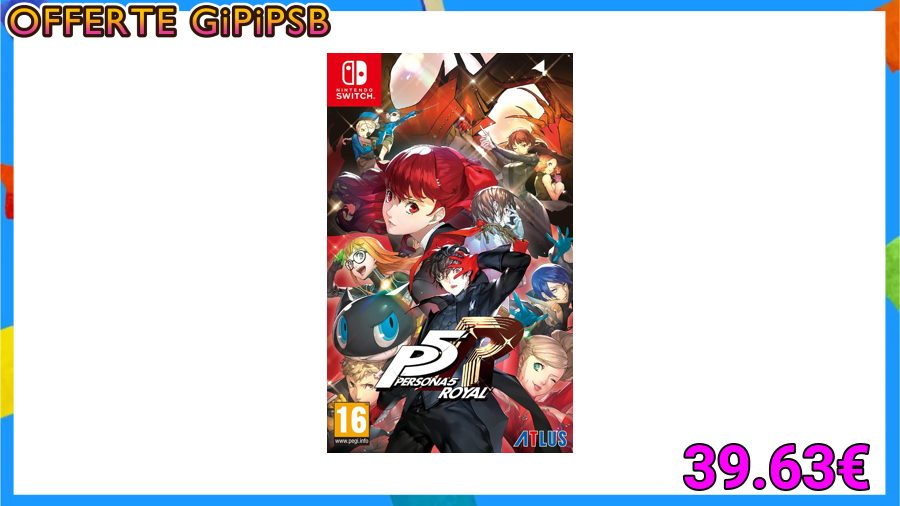 OFFERTE GiPiPSB
NINTENDO
SWITCH.
P5R
PERSONA5
ROYAL
16
www.pegi.info
ATLUS
39.63€